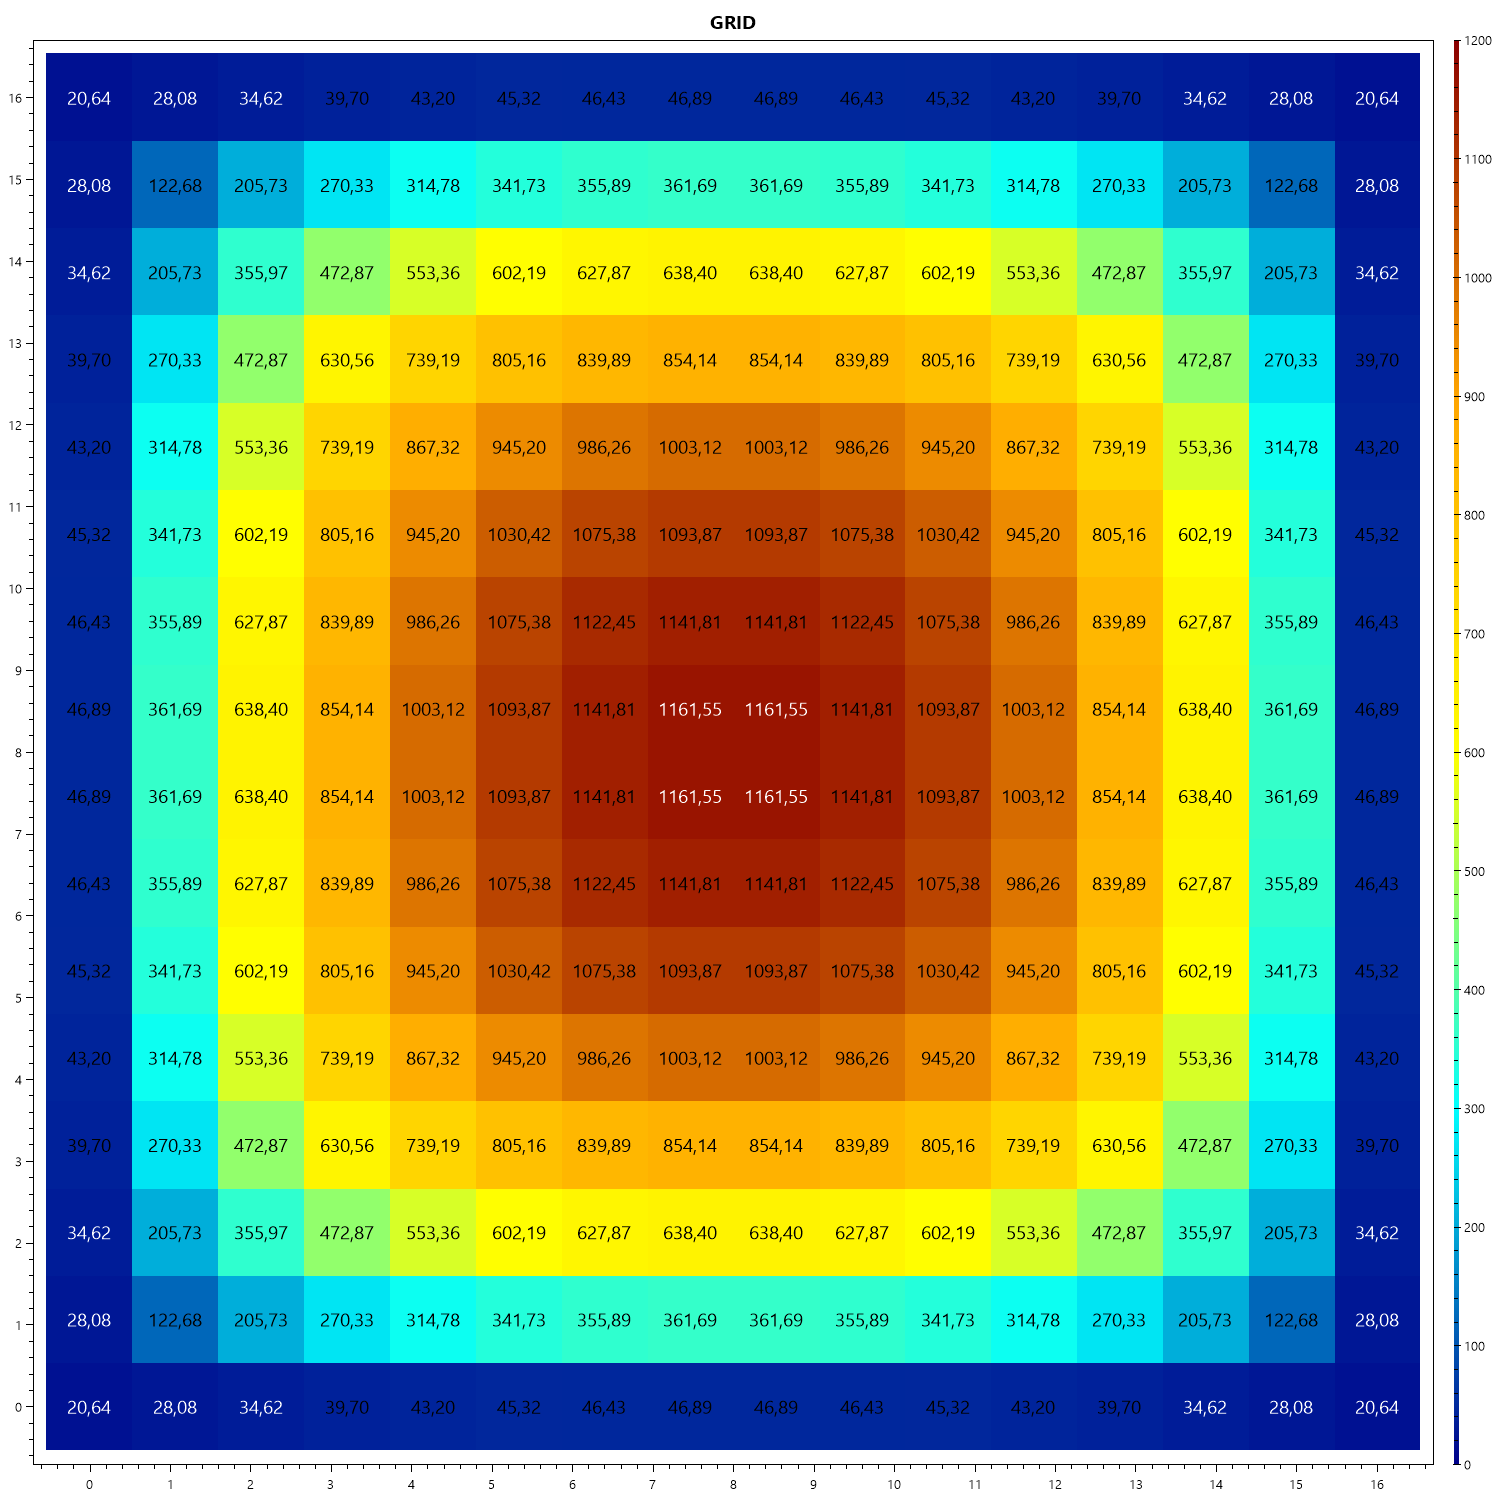 GRID
1200
16 20,64 28,08 34,62 39,70 43,20 45,32 46,43 46,89 46,89 46,43 45,32 43,20 39,70 34,62 28,08 20,64
1100
15 28,08 122,68 205,73 270,33 314,78 341,73 355,89 361,69 361,69 355,89 341,73 314,78 270,33 205,73 122,68 28,08
14 34,62 205,73 355,97 472,87 553,36 602,19 627,87 638,40 638,40 627,87 602,19 553,36 472,87 355,97 205,73 34,62
1000
13 39,70 270,33 472,87 630,56 739,19 805,16 839,89 854,14 854,14 839,89 805,16 739,19 630,56 472,87 270,33 39,70
900
12 43,20 314,78 553,36 739,19 867,32 945,20 986,26 1003,12 1003,12 986,26 945,20 867,32 739,19 553,36 314,78 43,20
11 45,32 341,73 602,19 805,16 945,20 1030,42 1075,38 1093,87 1093,87 1075,38 1030,42 945,20 805,16 602,19 341,73 45,32
800
10 46,43 355,89 627,87 839,89 986,26 1075,38 1122,45 1141,81 1141,81 1122,45 1075,38 986,26 839,89 627,87 355,89 46,43
700
9 46,89 361,69 638,40 854,14 1003,12 1093,87 1141,81 1161,55 1161,55 1141,81 1093,87 1003,12 854,14 638,40 361,69 46,89
600
8
46,89 361,69 638,40 854,14 1003,12 1093,87 1141,81 1161,55 1161,55 1141,81 1093,87 1003,12 854,14 638,40 361,69 46,89
7
500
46,43 355,89 627,87 839,89 986,26 1075,38 1122,45 1141,81 1141,81 1122,45 1075,38 986,26 839,89 627,87 355,89 46,43
6
45,32 341,73 602,19 805,16 945,20 1030,42 1075,38 1093,87 1093,87 1075,38 1030,42 945,20 805,16 602,19 341,73 45,32
400
5
43,20 314,78 553,36 739,19 867,32 945,20 986,26 1003,12 1003,12 986,26 945,20 867,32 739,19 553,36 314,78 43,20
4
300
39,70 270,33 472,87 630,56 739,19 805,16 839,89 854,14 854,14 839,89 805,16 739,19 630,56 472,87 270,33 39,70
3
200
34,62 205,73 355,97 472,87 553,36 602,19 627,87 638,40 638,40 627,87 602,19 553,36 472,87 355,97 205,73 34,62
2
28,08 122,68 205,73 270,33 314,78 341,73 355,89 361,69 361,69 355,89 341,73 314,78 270,33 205,73 122,68 28,08
1
100
0 20,64 28,08 34,62 39,70 43,20 45,32 46,43 46,89 46,89 46,43 45,32 43,20 39,70 34,62 28,08 20,64
0
0 1 2 3 4 5 6 7 8 9 10 11 12 13 14 15 16